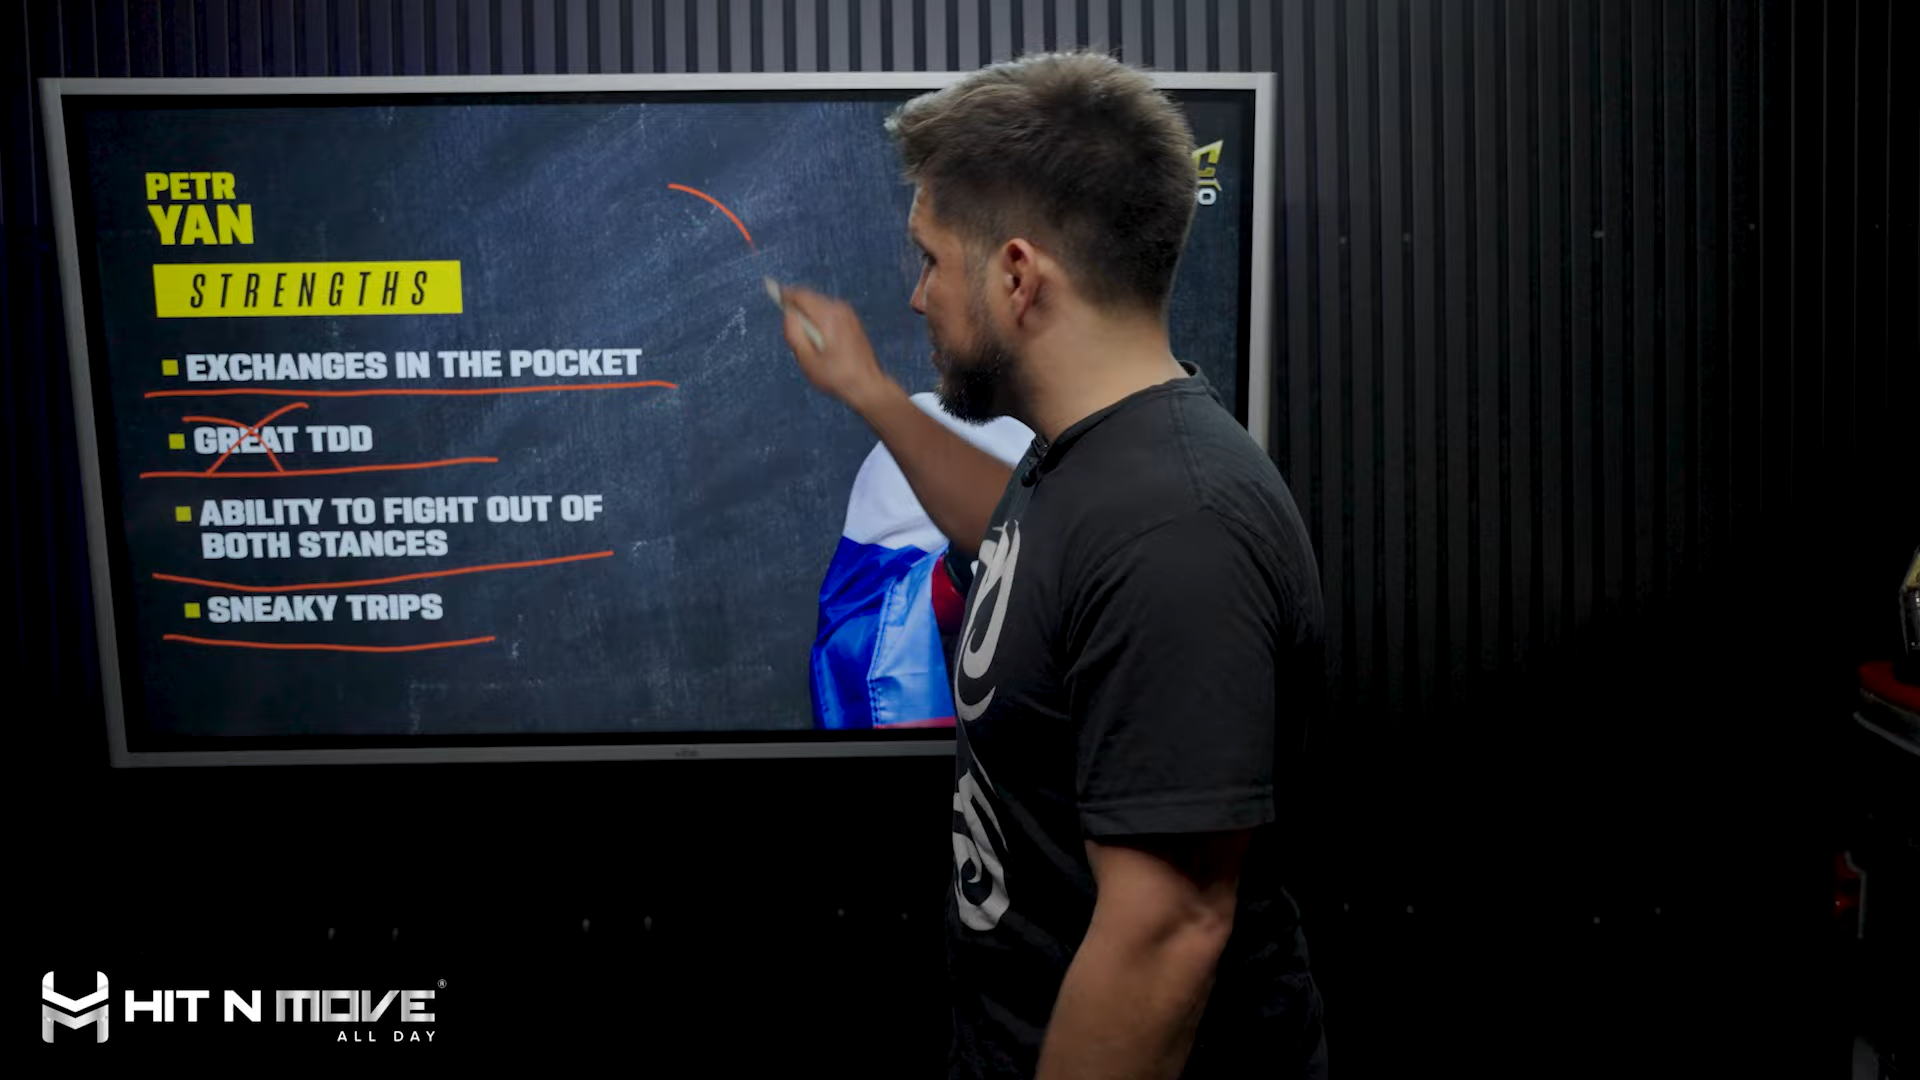 PETR
YAN
STRENGTHS
EXCHANGES IN THE POCKET
GREAT TDD
ABILITY TO FIGHT OUT OF
BOTH STANCES
SNEAKY TRIPS
HIT N MOVE®
ALL DAY